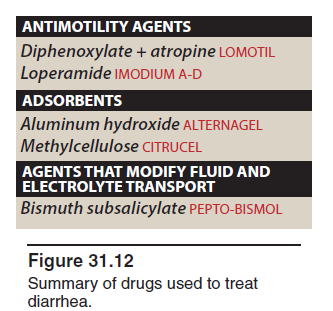 ANTIMOTILITY AGENTS
Diphenoxylate + atropine LOMOTIL
Loperamide IMODIUM A-D
ADSORBENTS
Aluminum hydroxide ALTERNAGEL
Methylcellulose CITRUCEL
AGENTS THAT MODIFY FLUID AND
ELECTROLYTE TRANSPORT
Bismuth subsalicylate PEPTO-BISMOL
Figure 31.12
Summary of drugs used to treat
diarrhea.